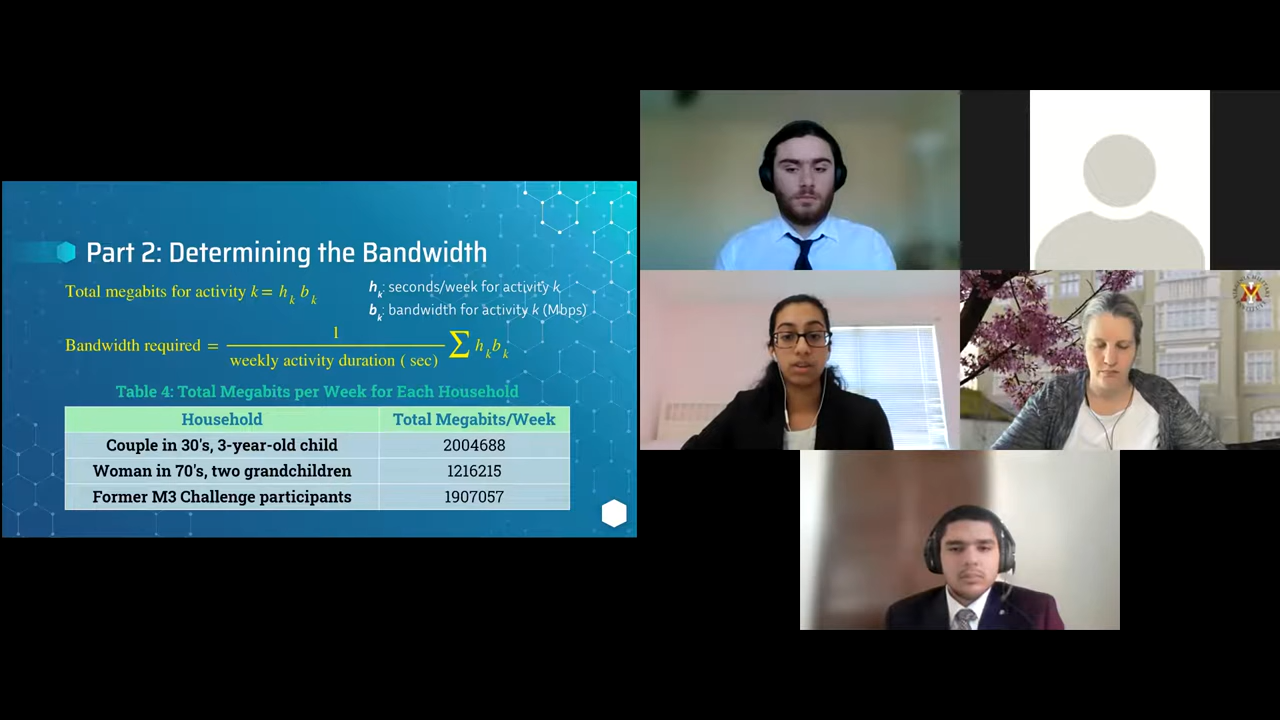 Part 2: Determining the Bandwidth
Total megabits for activity k = hₖ bₖ
hₖ: seconds/week for activity k
bₖ: bandwidth for activity k (Mbps)
Bandwidth required = 1 / weekly activity duration ( sec) ∑ hₖbₖ
Table 4: Total Megabits per Week for Each Household
Household Total Megabits/Week
Couple in 30's, 3-year-old child 2004688
Woman in 70's, two grandchildren 1216215
Former M3 Challenge participants 1907057